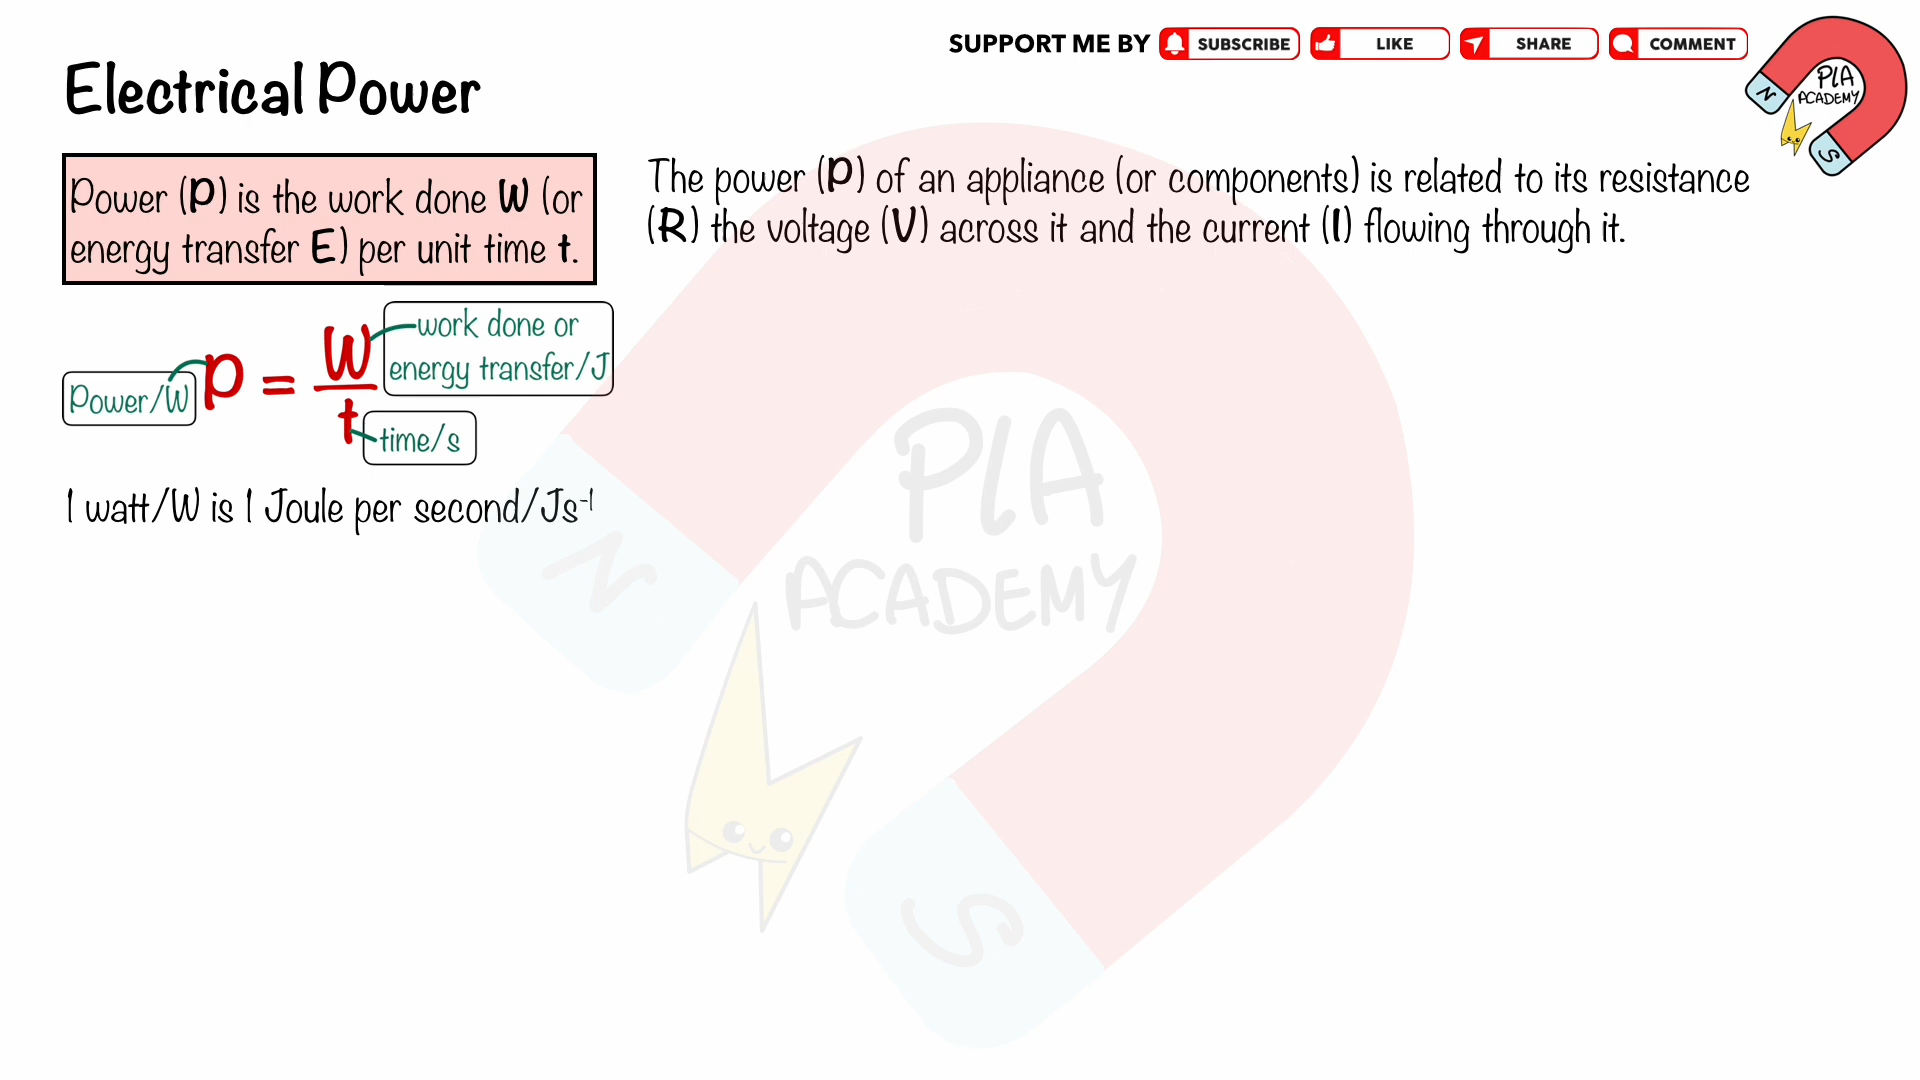 SUPPORT ME BY SUBSCRIBE LIKE SHARE COMMENT
PLA
ACADEMY
N
S
Electrical Power
Power (P) is the work done W (or
energy transfer E) per unit time t.
The power (P) of an appliance (or components) is related to its resistance
(R) the voltage (V) across it and the current (I) flowing through it.
work done or
energy transfer/J
Power/W
P = W
t
time/s
1 watt/W is 1 Joule per second/Js⁻¹
PLA
ACADEMY
N
S